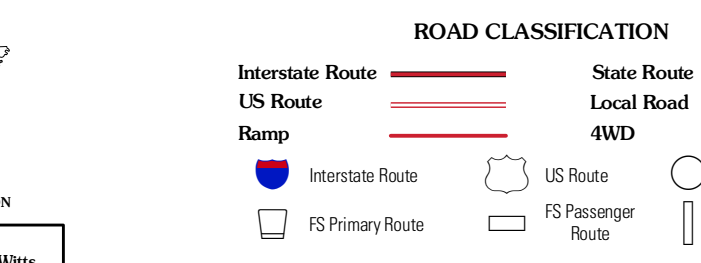 ROAD CLASSIFICATION
Interstate Route
State Route
US Route
Local Road
Ramp
4WD
Interstate Route
US Route
FS Primary Route
FS Passenger
Route
N
Witts